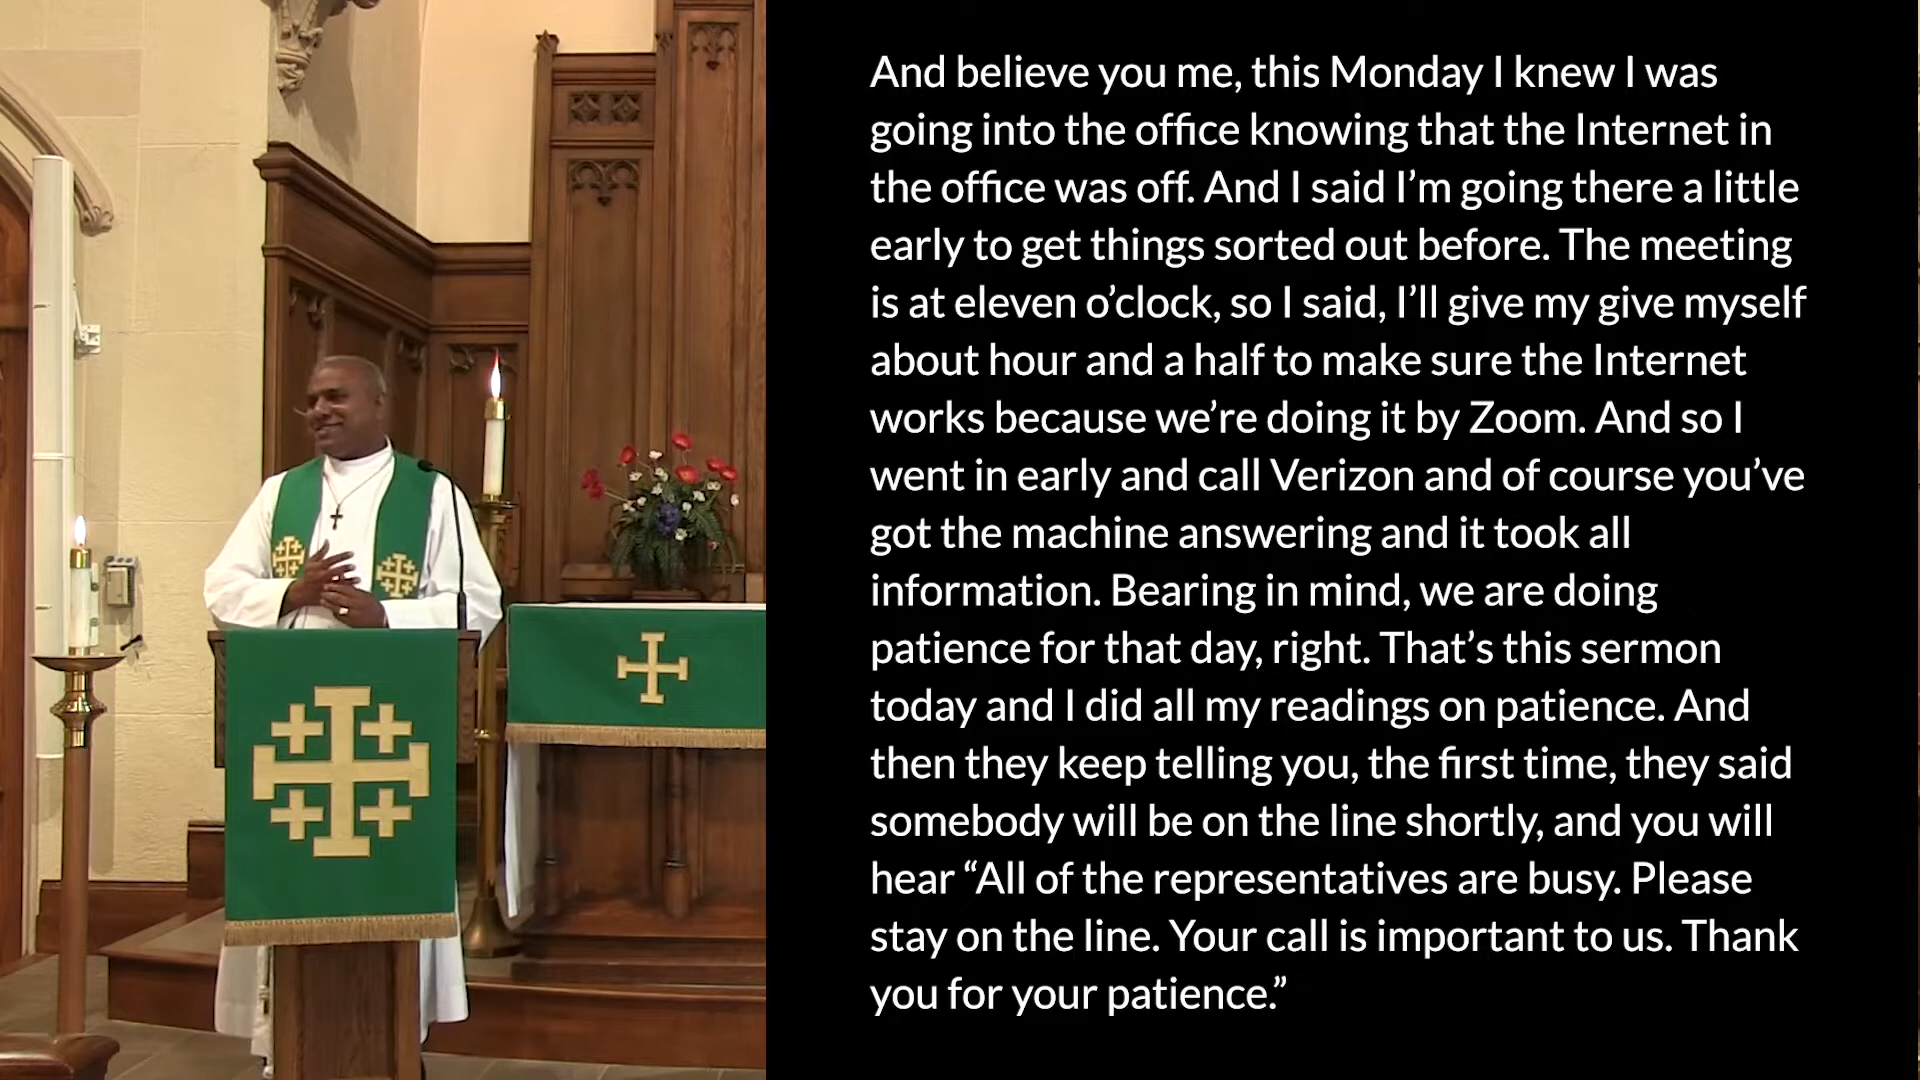 And believe you me, this Monday I knew I was
going into the office knowing that the Internet in
the office was off. And I said I’m going there a little
early to get things sorted out before. The meeting
is at eleven o’clock, so I said, I’ll give my give myself
about hour and a half to make sure the Internet
works because we’re doing it by Zoom. And so I
went in early and call Verizon and of course you’ve
got the machine answering and it took all
information. Bearing in mind, we are doing
patience for that day, right. That’s this sermon
today and I did all my readings on patience. And
then they keep telling you, the first time, they said
somebody will be on the line shortly, and you will
hear “All of the representatives are busy. Please
stay on the line. Your call is important to us. Thank
you for your patience.”